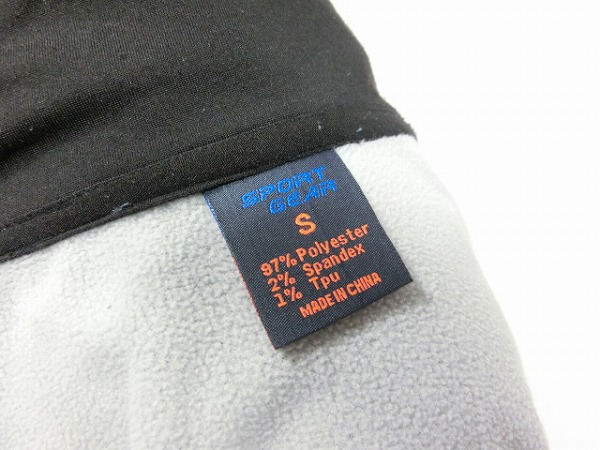 SPORT
GEAR
S
97% Polyester
2% Spandex
1% Tpu
MADE IN CHINA